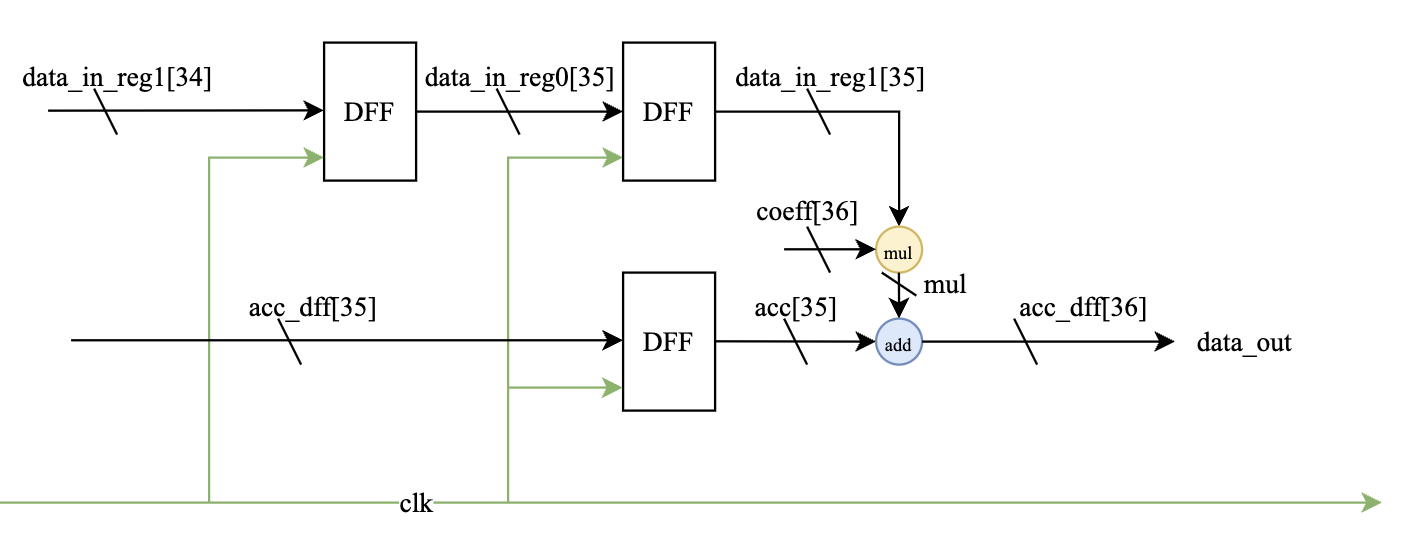 data_in_reg1[34]
data_in_reg0[35]
data_in_reg1[35]
DFF
DFF
coeff[36]
mul
mul
acc_dff[35]
acc[35]
acc_dff[36]
DFF
add
data_out
clk